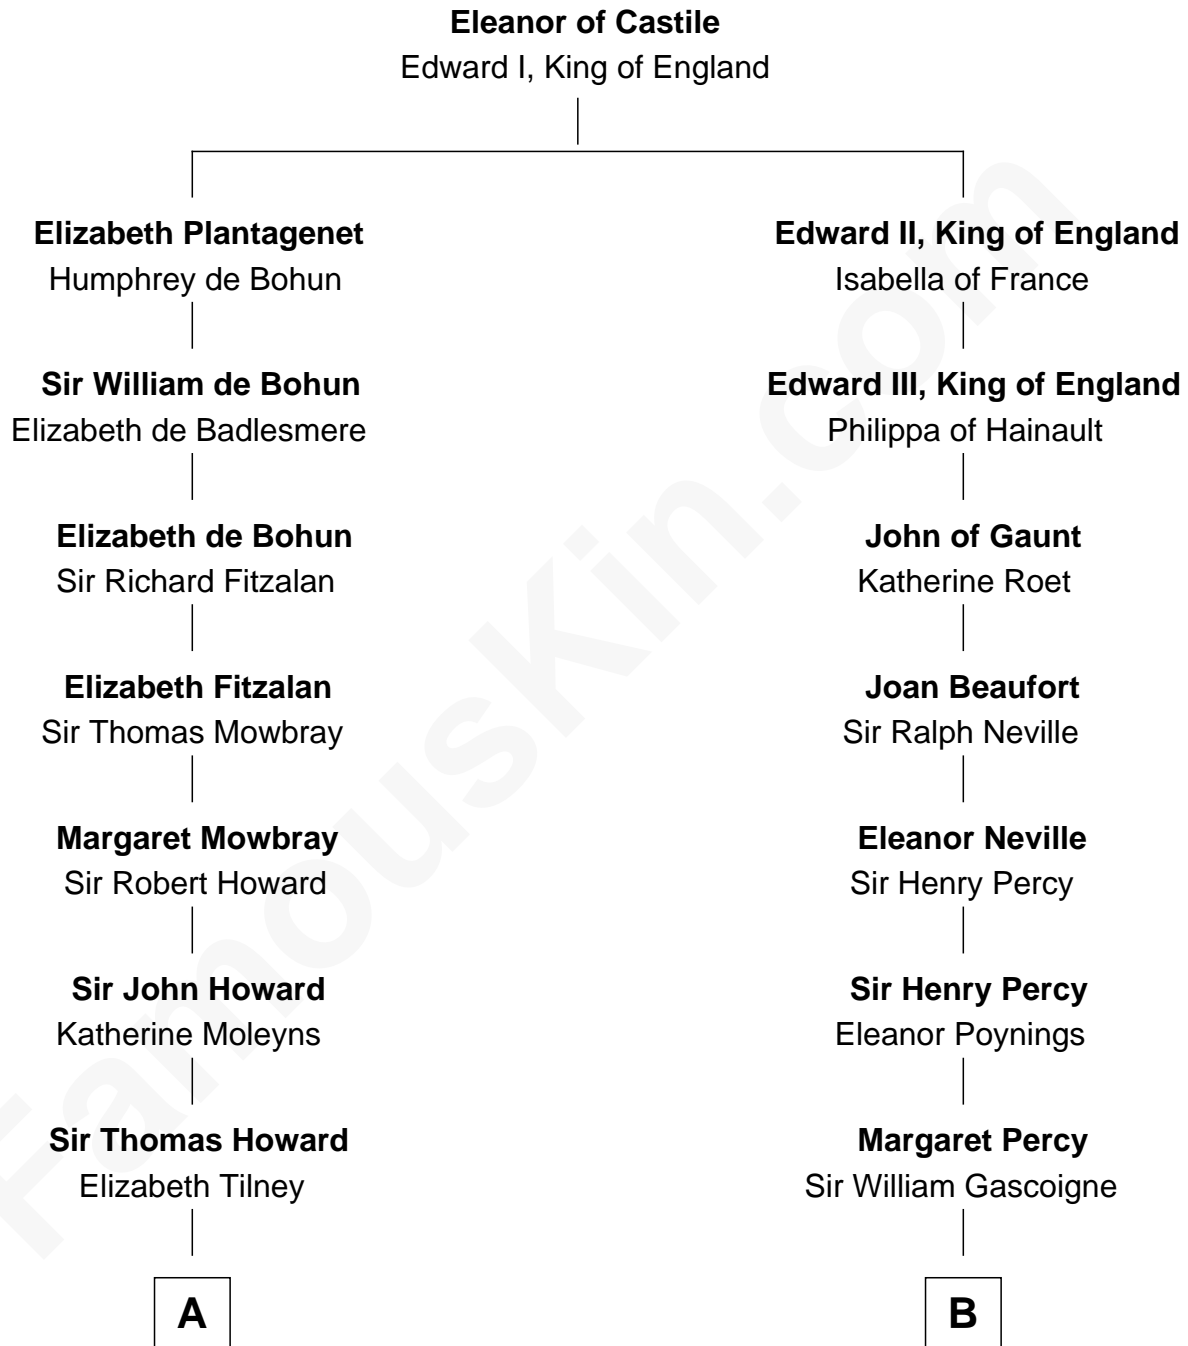 Eleanor of Castile
Edward I, King of England
Elizabeth Plantagenet
Humphrey de Bohun
Edward II, King of England
Isabella of France
Sir William de Bohun
Elizabeth de Badlesmere
Edward III, King of England
Philippa of Hainault
Elizabeth de Bohun
Sir Richard Fitzalan
John of Gaunt
Katherine Roet
Elizabeth Fitzalan
Sir Thomas Mowbray
Joan Beaufort
Sir Ralph Neville
Margaret Mowbray
Sir Robert Howard
Eleanor Neville
Sir Henry Percy
Sir John Howard
Katherine Moleyns
Sir Henry Percy
Eleanor Poynings
Sir Thomas Howard
Elizabeth Tilney
Margaret Percy
Sir William Gascoigne
A
B
FamousKin.com